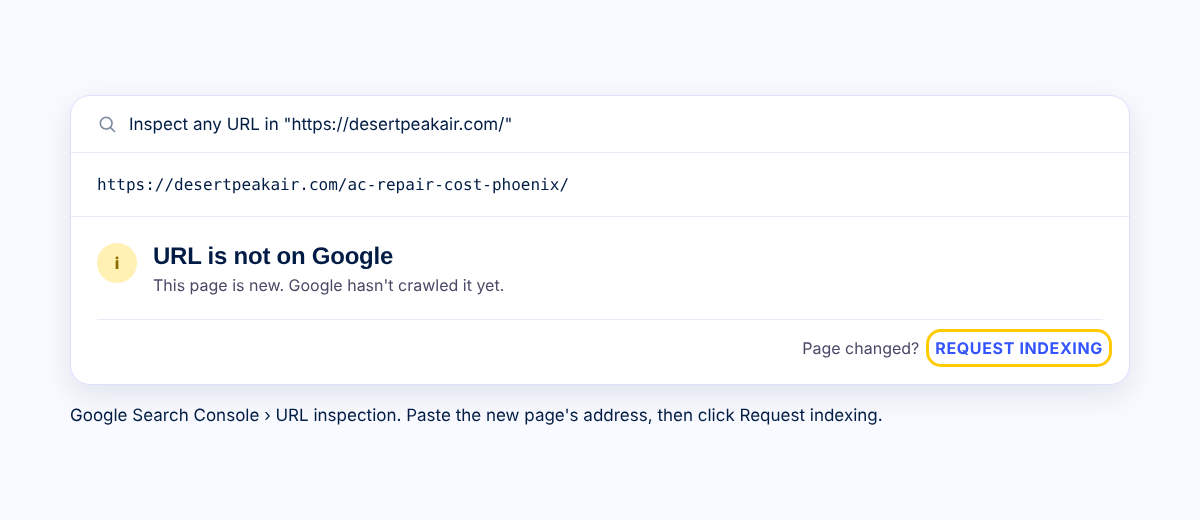 Inspect any URL in "https://desertpeakair.com/"
https://desertpeakair.com/ac-repair-cost-phoenix/
i
URL is not on Google
This page is new. Google hasn't crawled it yet.
Page changed? REQUEST INDEXING
Google Search Console › URL inspection. Paste the new page's address, then click Request indexing.